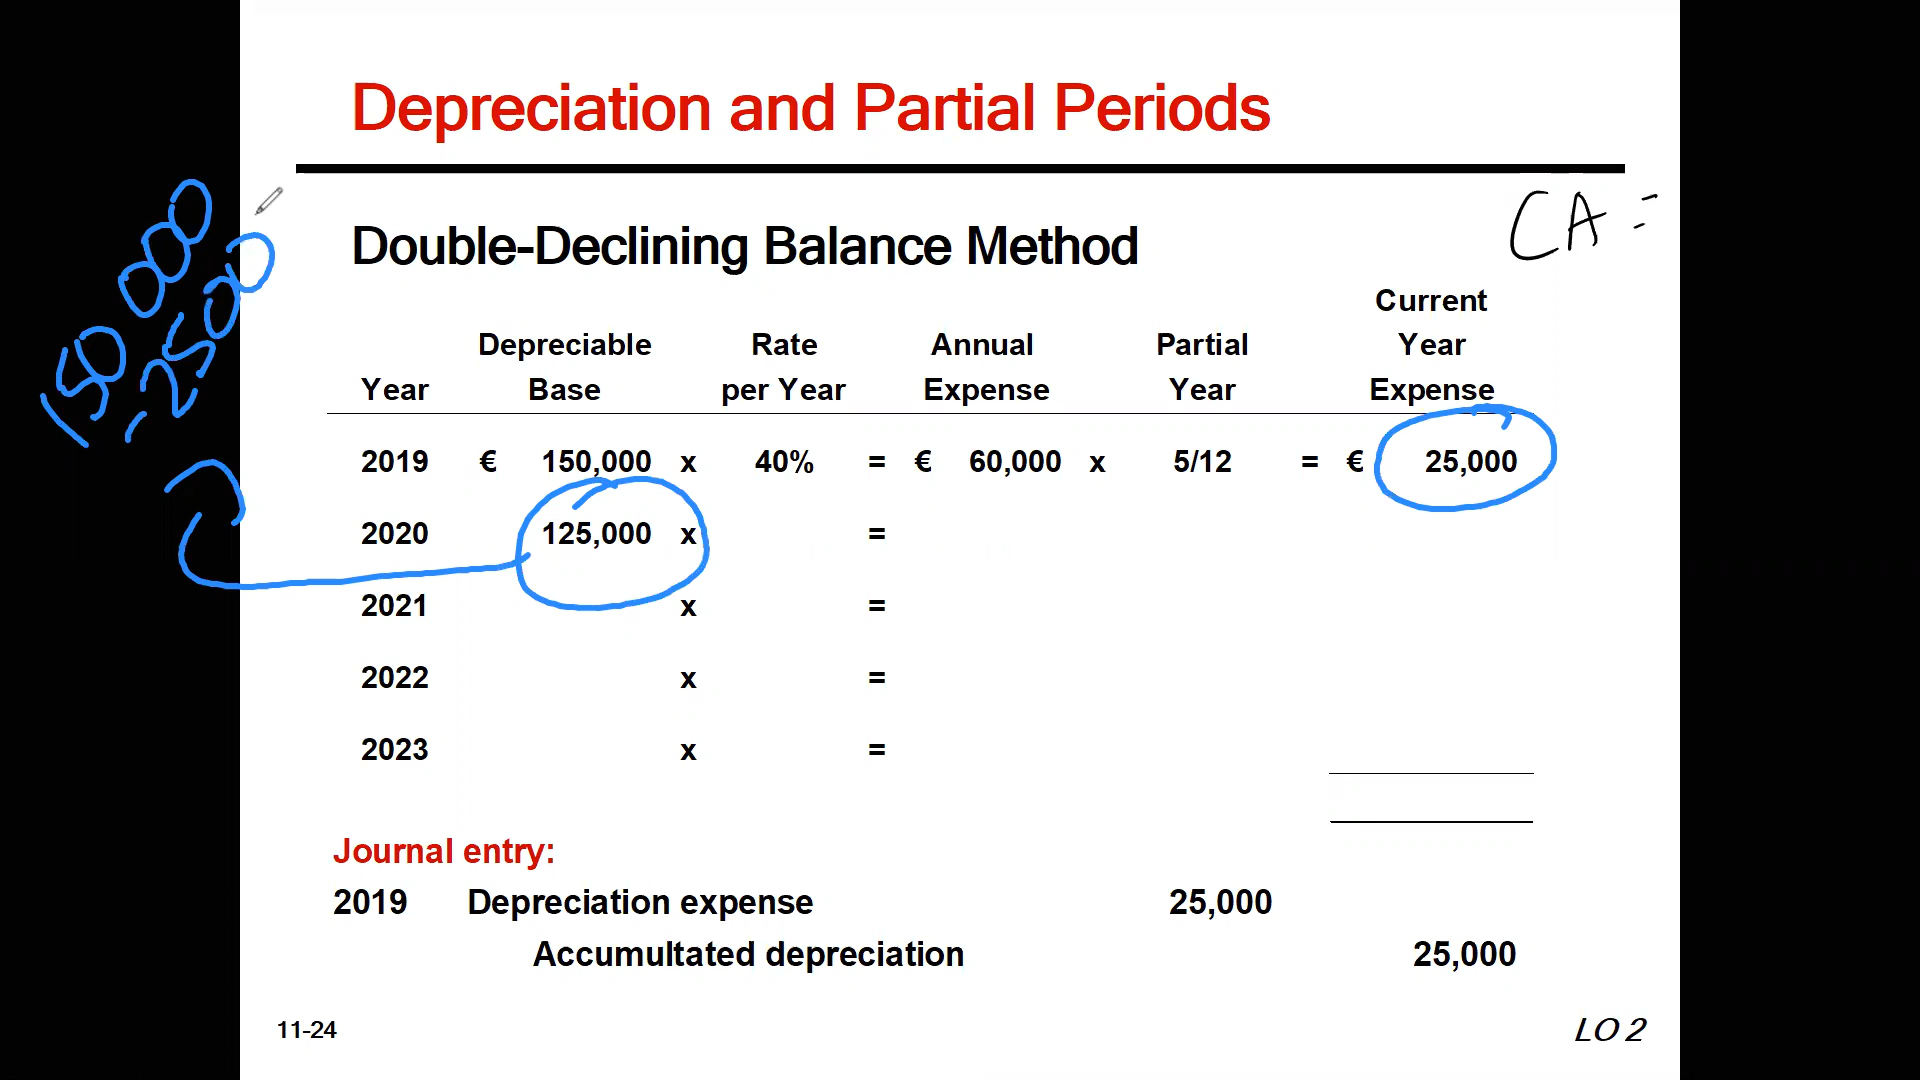 Depreciation and Partial Periods
CA =
Double-Declining Balance Method
150 000
- 2500
Current
Depreciable Rate Annual Partial Year
Year Base per Year Expense Year Expense
2019 € 150,000 x 40% = € 60,000 x 5/12 = € 25,000
2020 125,000 x =
2021 x =
2022 x =
2023 x =
Journal entry:
2019 Depreciation expense 25,000
Accumultated depreciation 25,000
11-24 LO 2